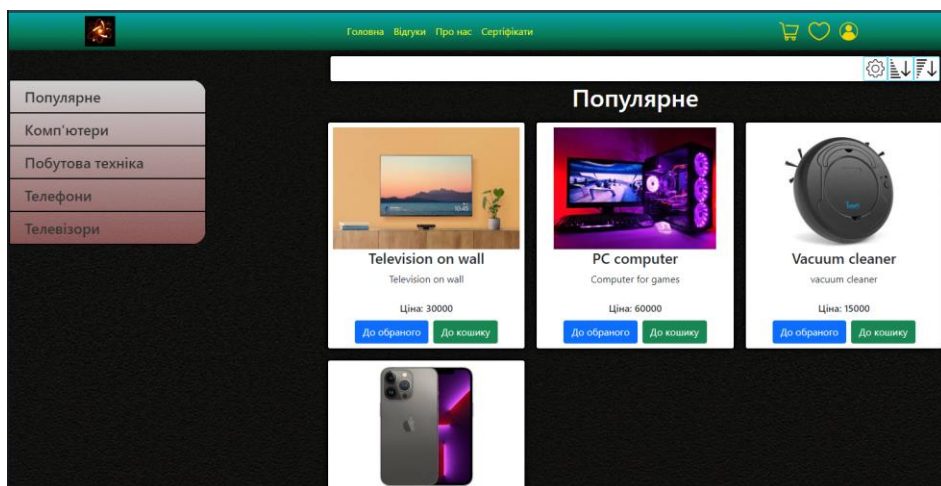 Головна Відгуки Про нас Сертіфікати
Популярне
Популярне
Комп'ютери
Побутова техніка
Телефони
Телевізори
Television on wall
Television on wall
Ціна: 30000
До обраного До кошику
PC computer
Computer for games
Ціна: 60000
До обраного До кошику
Vacuum cleaner
vacuum cleaner
Ціна: 15000
До обраного До кошику